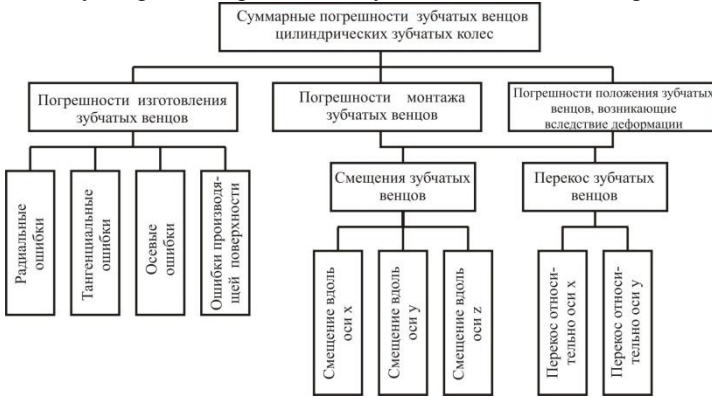 Суммарные погрешности зубчатых венцов
цилиндрических зубчатых колес
Погрешности изготовления
зубчатых венцов
Погрешности монтажа
зубчатых венцов
Погрешности положения зубчатых
венцов, возникающие
вследствие деформации
Смещения зубчатых
венцов
Перекос зубчатых
венцов
Радиальные
ошибки
Тангенциальные
ошибки
Осевые
ошибки
Ошибки производя-
щей поверхности
Смещение вдоль
оси x
Смещение вдоль
оси y
Смещение вдоль
оси z
Перекос относи-
тельно оси x
Перекос относи-
тельно оси y